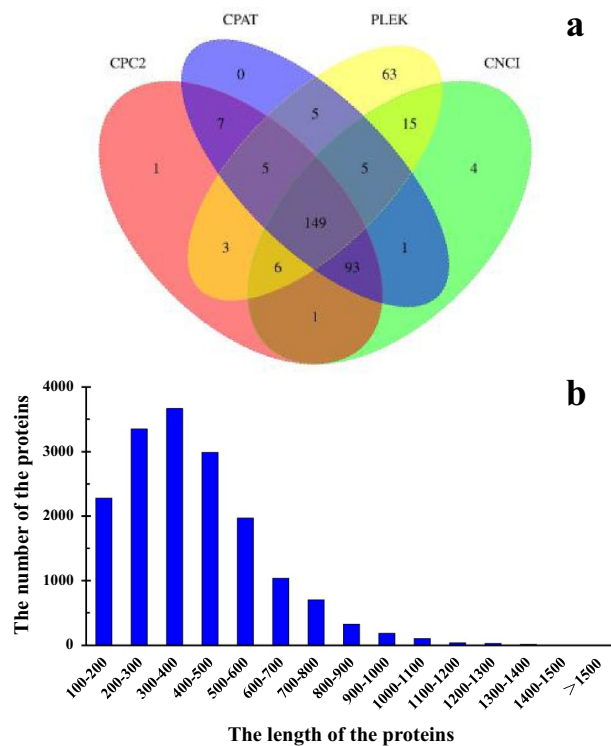 a
CPAT PLEK
CPC2 CNCI
0 63
7 5 15
1 5 5 4
149
3 6 93 1
1
b
The number of the proteins
4000
3000
2000
1000
0
100-200
200-300
300-400
400-500
500-600
600-700
700-800
800-900
900-1000
1000-1100
1100-1200
1200-1300
1300-1400
1400-1500
>1500
The length of the proteins